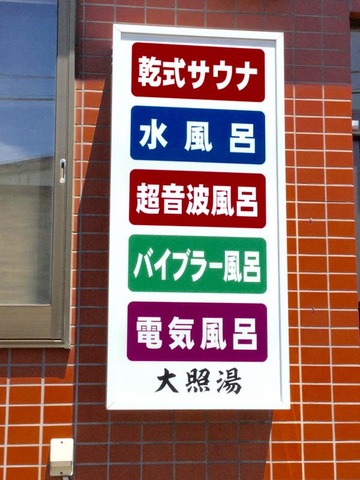 乾式サウナ
水風呂
超音波風呂
バイブラー風呂
電気風呂
大照湯